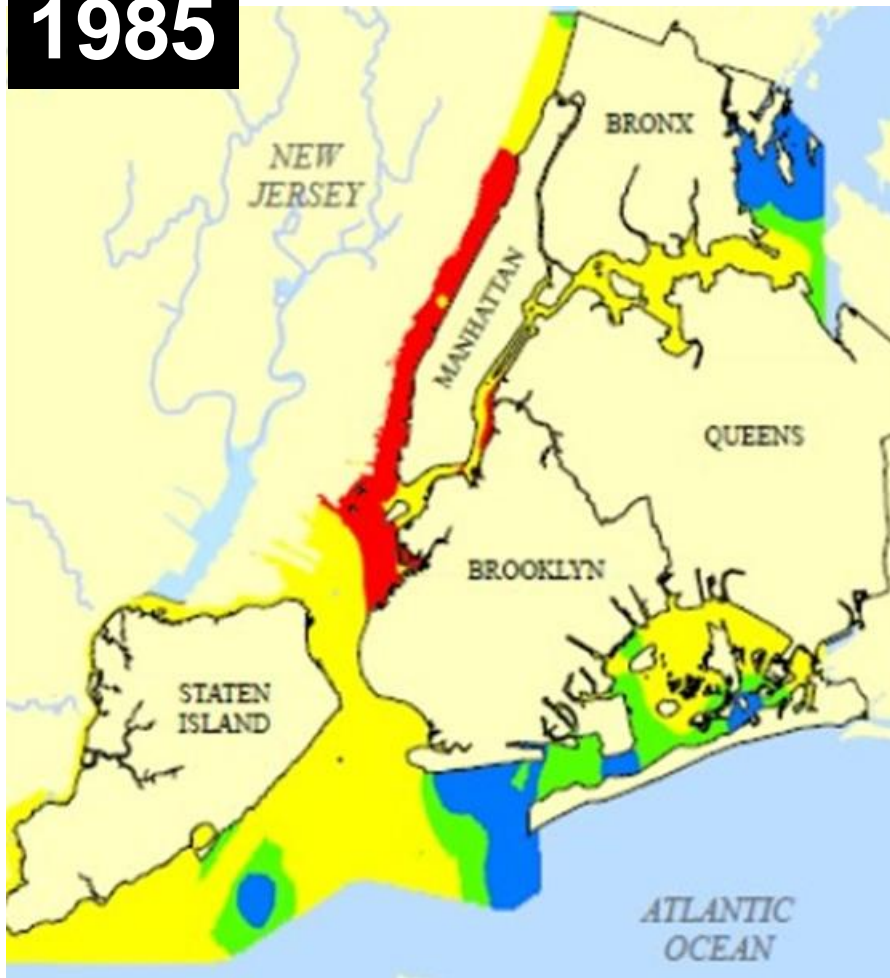 1985
BRONX
NEW
JERSEY
MANHATTAN
QUEENS
BROOKLYN
STATEN
ISLAND
ATLANTIC
OCEAN